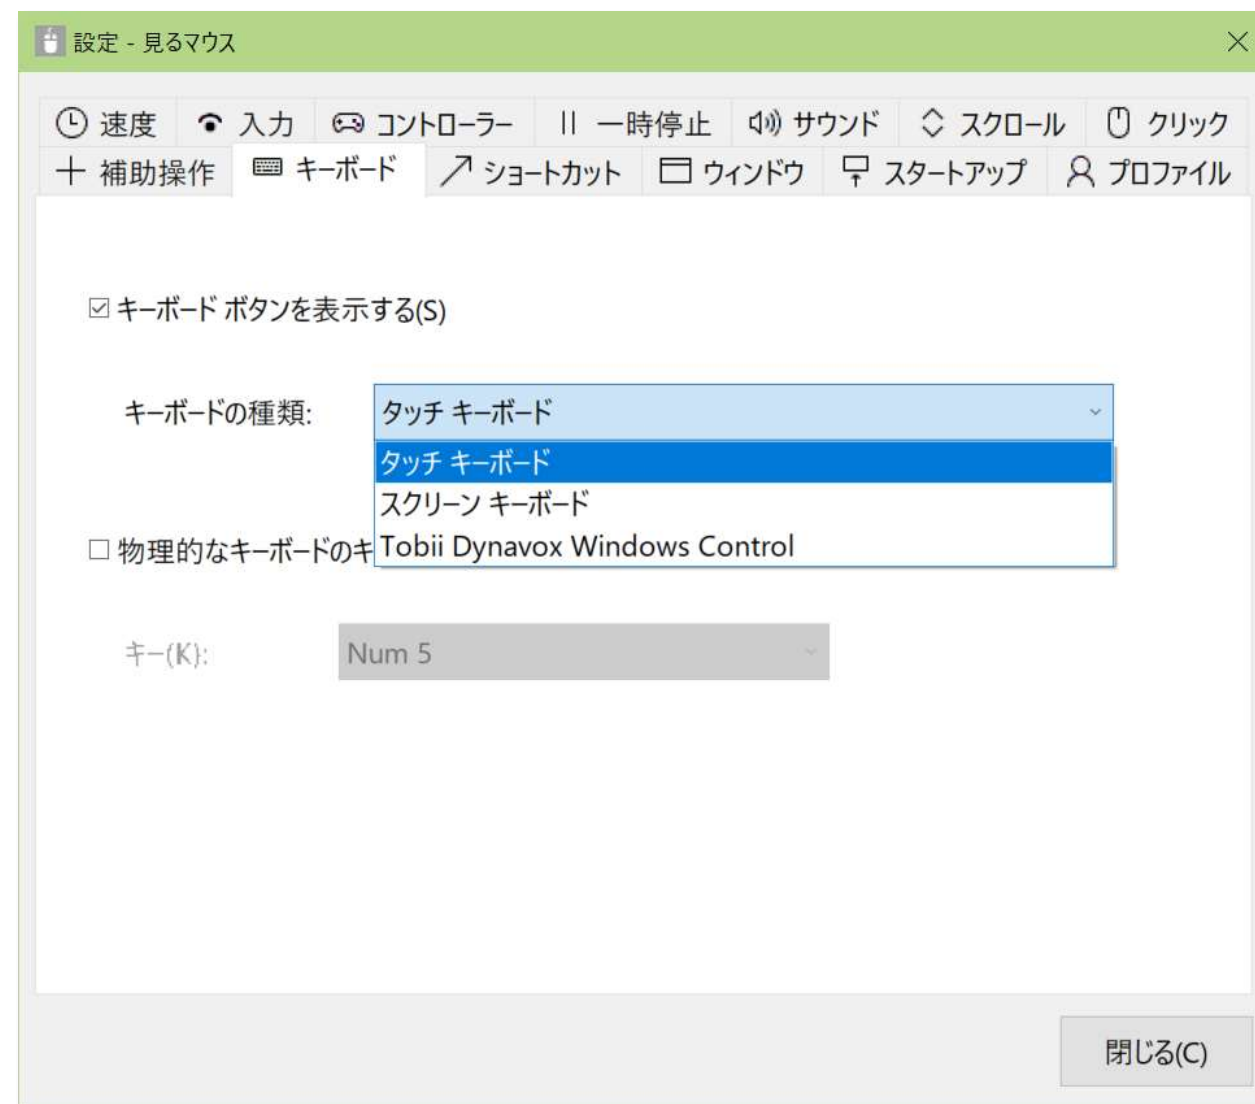 設定 - 見るマウス
速度 入力 コントローラー 一時停止 サウンド スクロール クリック
補助操作 キーボード ショートカット ウィンドウ スタートアップ プロファイル
キーボード ボタンを表示する(S)
キーボードの種類: タッチ キーボード
タッチ キーボード
スクリーン キーボード
物理的なキーボードのキ Tobii Dynavox Windows Control
キー(K): Num 5
閉じる(C)